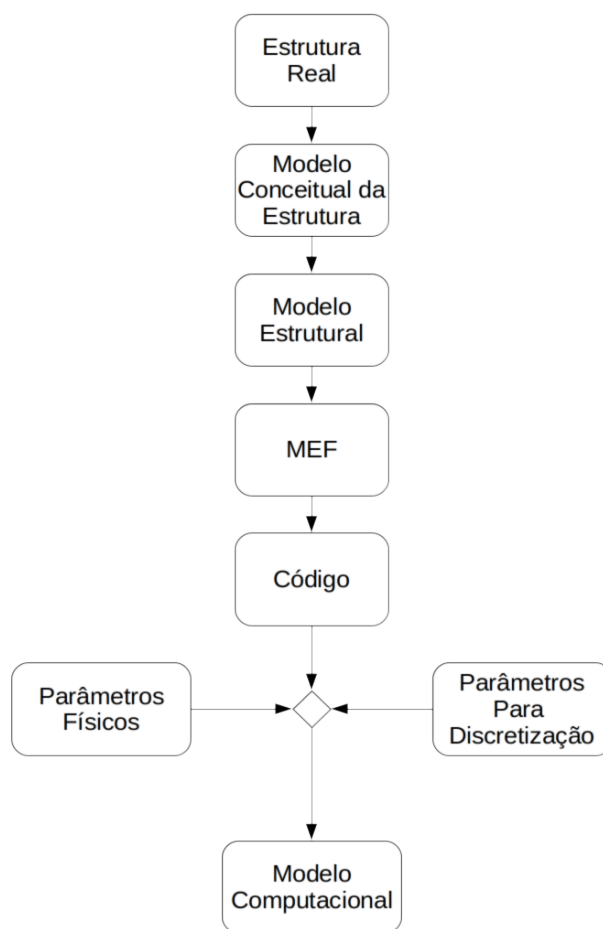 Estrutura
Real
Modelo
Conceitual da
Estrutura
Modelo
Estrutural
MEF
Código
Parâmetros
Físicos
Parâmetros
Para
Discretização
Modelo
Computacional